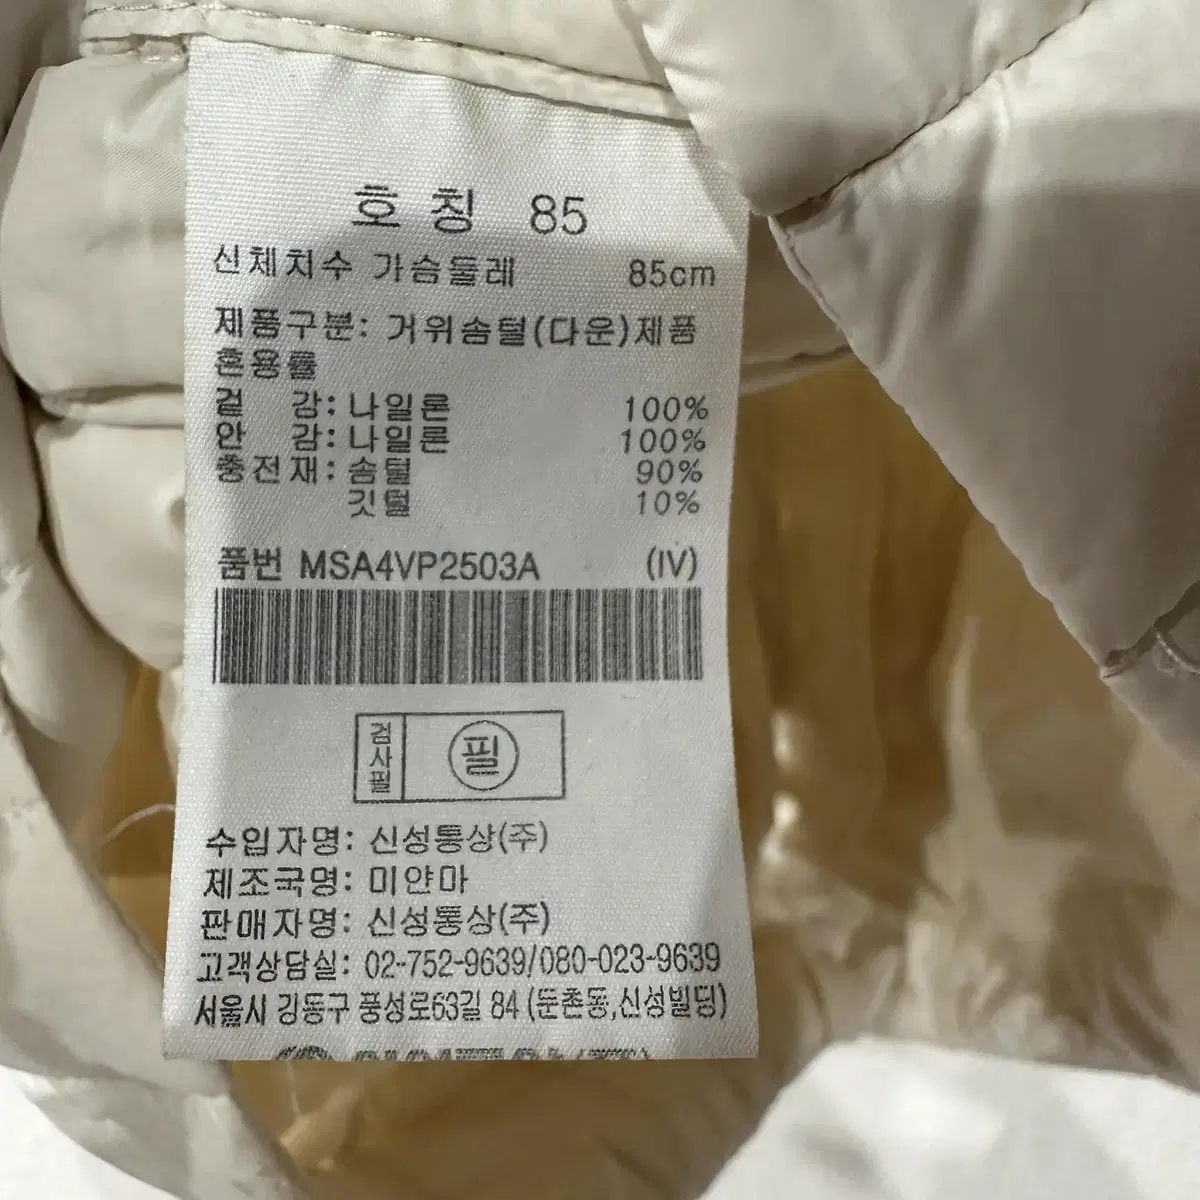 호 칭 85
신체치수 가슴둘레 85cm
제품구분: 거위솜털(다운)제품
혼용률
겉 감: 나일론 100%
안 감: 나일론 100%
충전재: 솜털 90%
깃털 10%
품번 MSA4VP2503A (IV)
검사필 필
수입자명: 신성통상(주)
제조국명: 미얀마
판매자명: 신성통상(주)
고객상담실: 02-752-9639/080-023-9639
서울시 강동구 풍성로63길 84 (둔촌동,신성빌딩)